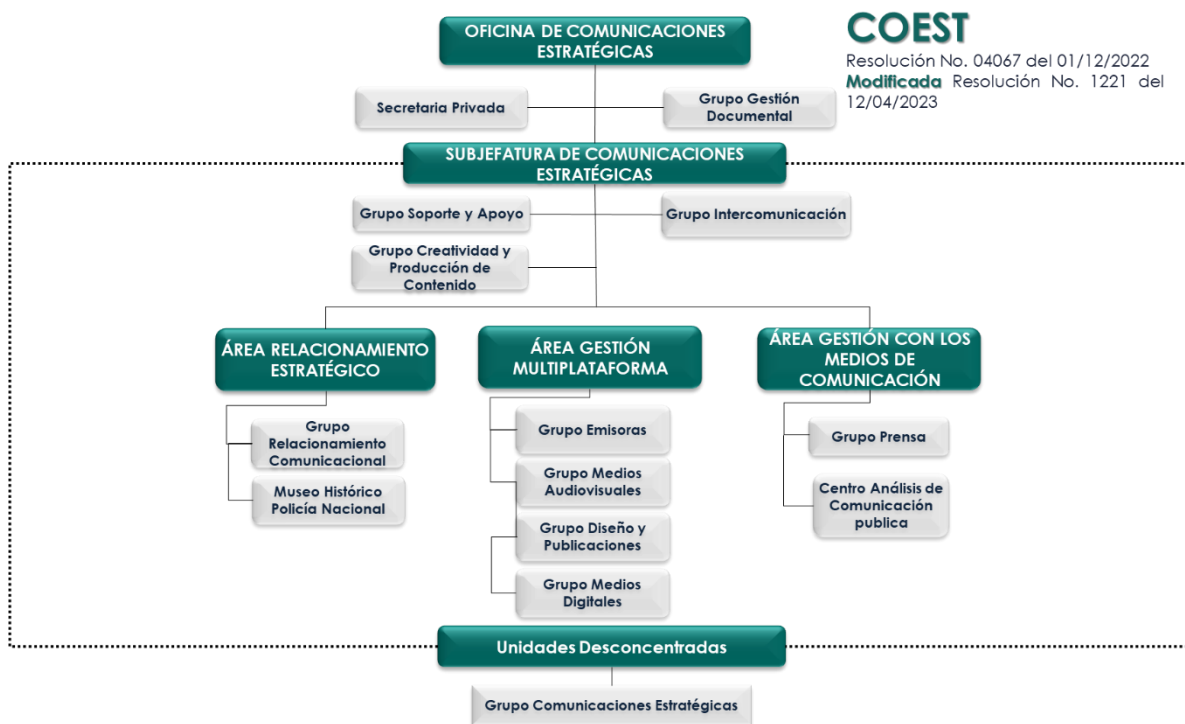 OFICINA DE COMUNICACIONES
ESTRATÉGICAS
COEST
Resolución No. 04067 del 01/12/2022
Modificada Resolución No. 1221 del
12/04/2023
Secretaria Privada
Grupo Gestión
Documental
SUBJEFATURA DE COMUNICACIONES
ESTRATÉGICAS
Grupo Soporte y Apoyo
Grupo Intercomunicación
Grupo Creatividad y
Producción de
Contenido
ÁREA RELACIONAMIENTO
ESTRATÉGICO
Grupo
Relacionamiento
Comunicacional
Museo Histórico
Policía Nacional
ÁREA GESTIÓN
MULTIPLATAFORMA
Grupo Emisoras
Grupo Medios
Audiovisuales
Grupo Diseño y
Publicaciones
Grupo Medios
Digitales
ÁREA GESTIÓN CON LOS
MEDIOS DE
COMUNICACIÓN
Grupo Prensa
Centro Análisis de
Comunicación
publica
Unidades Desconcentradas
Grupo Comunicaciones Estratégicas